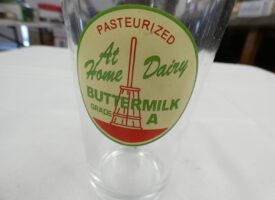 PASTEURIZED
At Home Dairy
BUTTERMILK
GRADE A